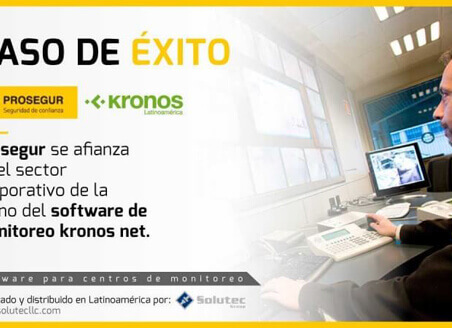 ASO DE ÉXITO
PROSEGUR
Seguridad de confianza
KRONOS
Latinoamérica
segur se afianza
el sector
porativo de la
no del software de
nitoreo kronos net.
ware para centros de monitoreo
ado y distribuido en Latinoamérica por: Solutec
solutecllc.com